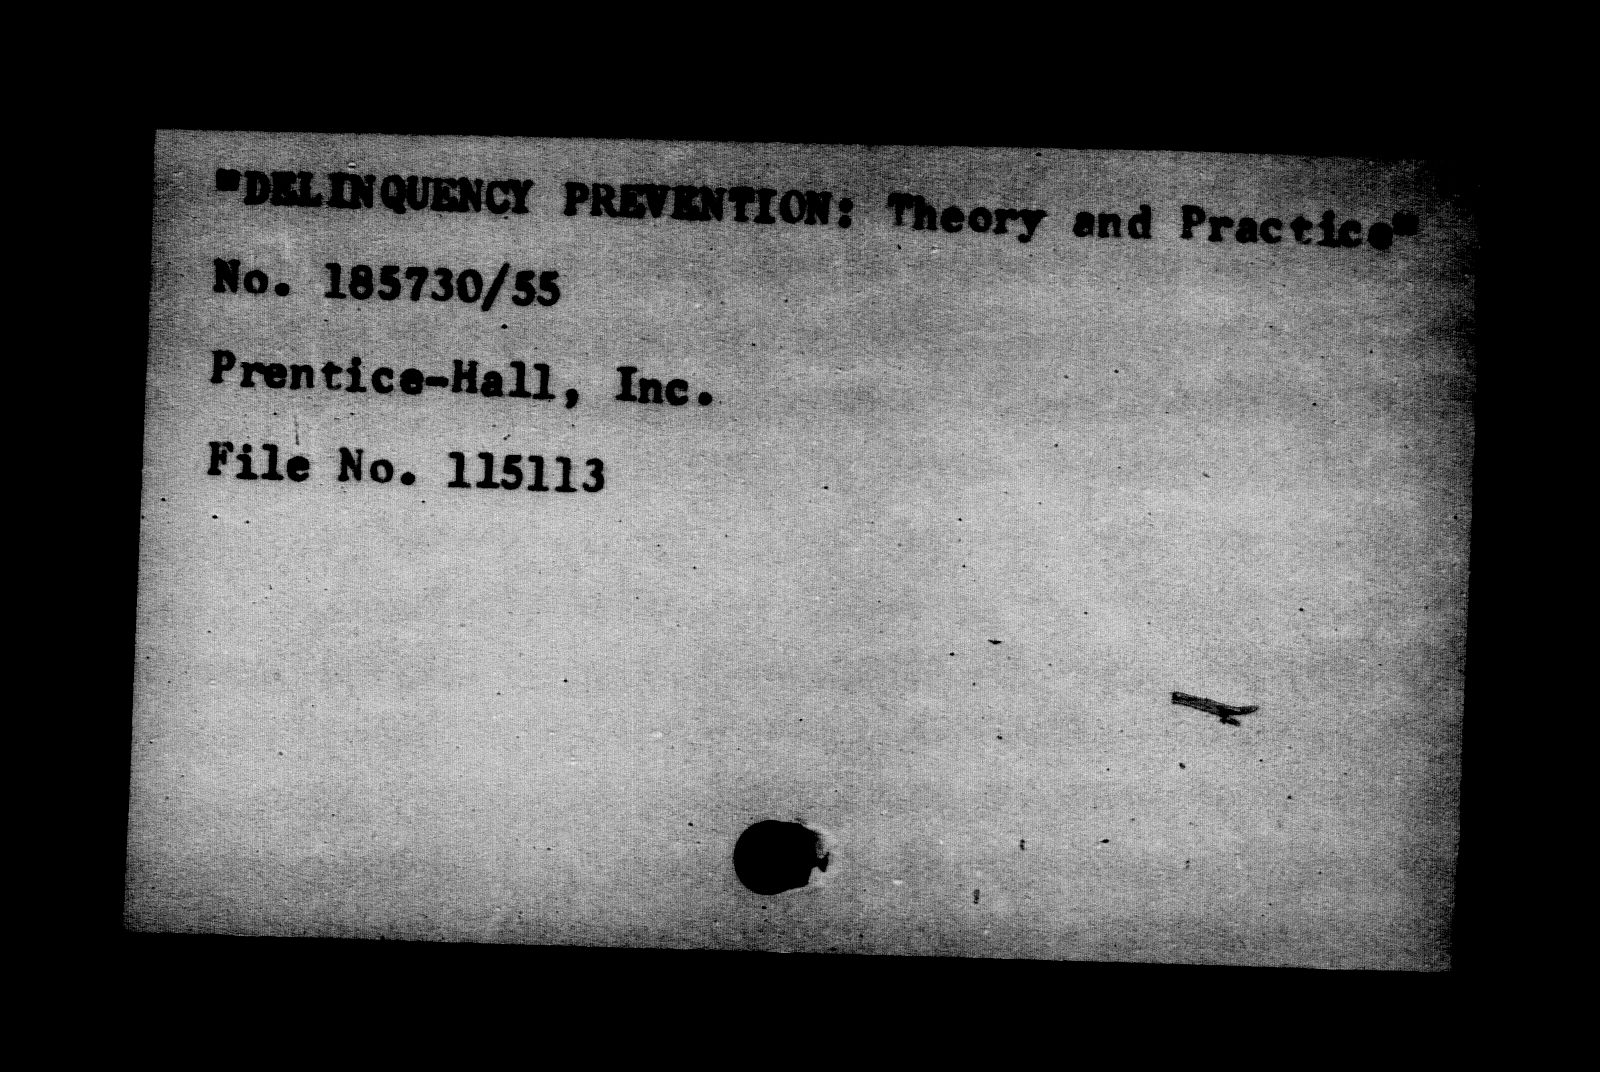 "DELINQUENCY PREVENTION: Theory and Practice"
No. 185730/55
Prentice-Hall, Inc.
File No. 115113